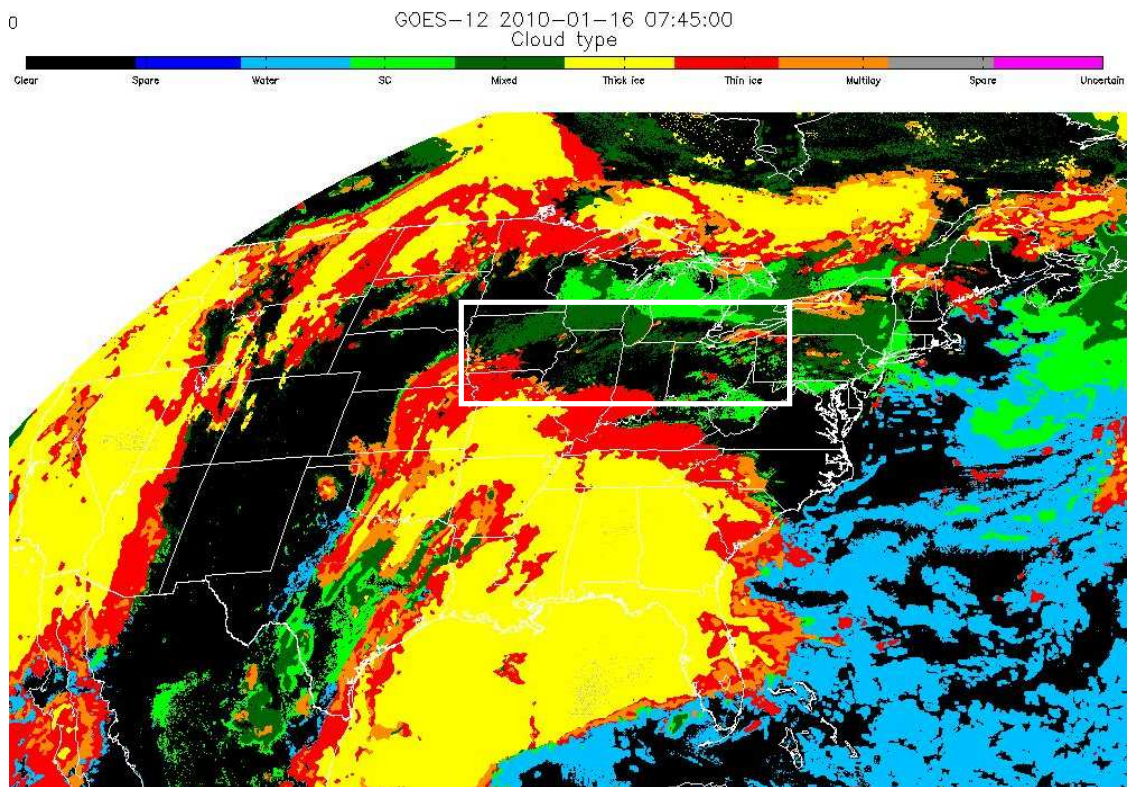 0
GOES-12 2010-01-16 07:45:00
Cloud type
Clear Spare Water SC Mixed Thick ice Thin ice Multilay Spare Uncertain